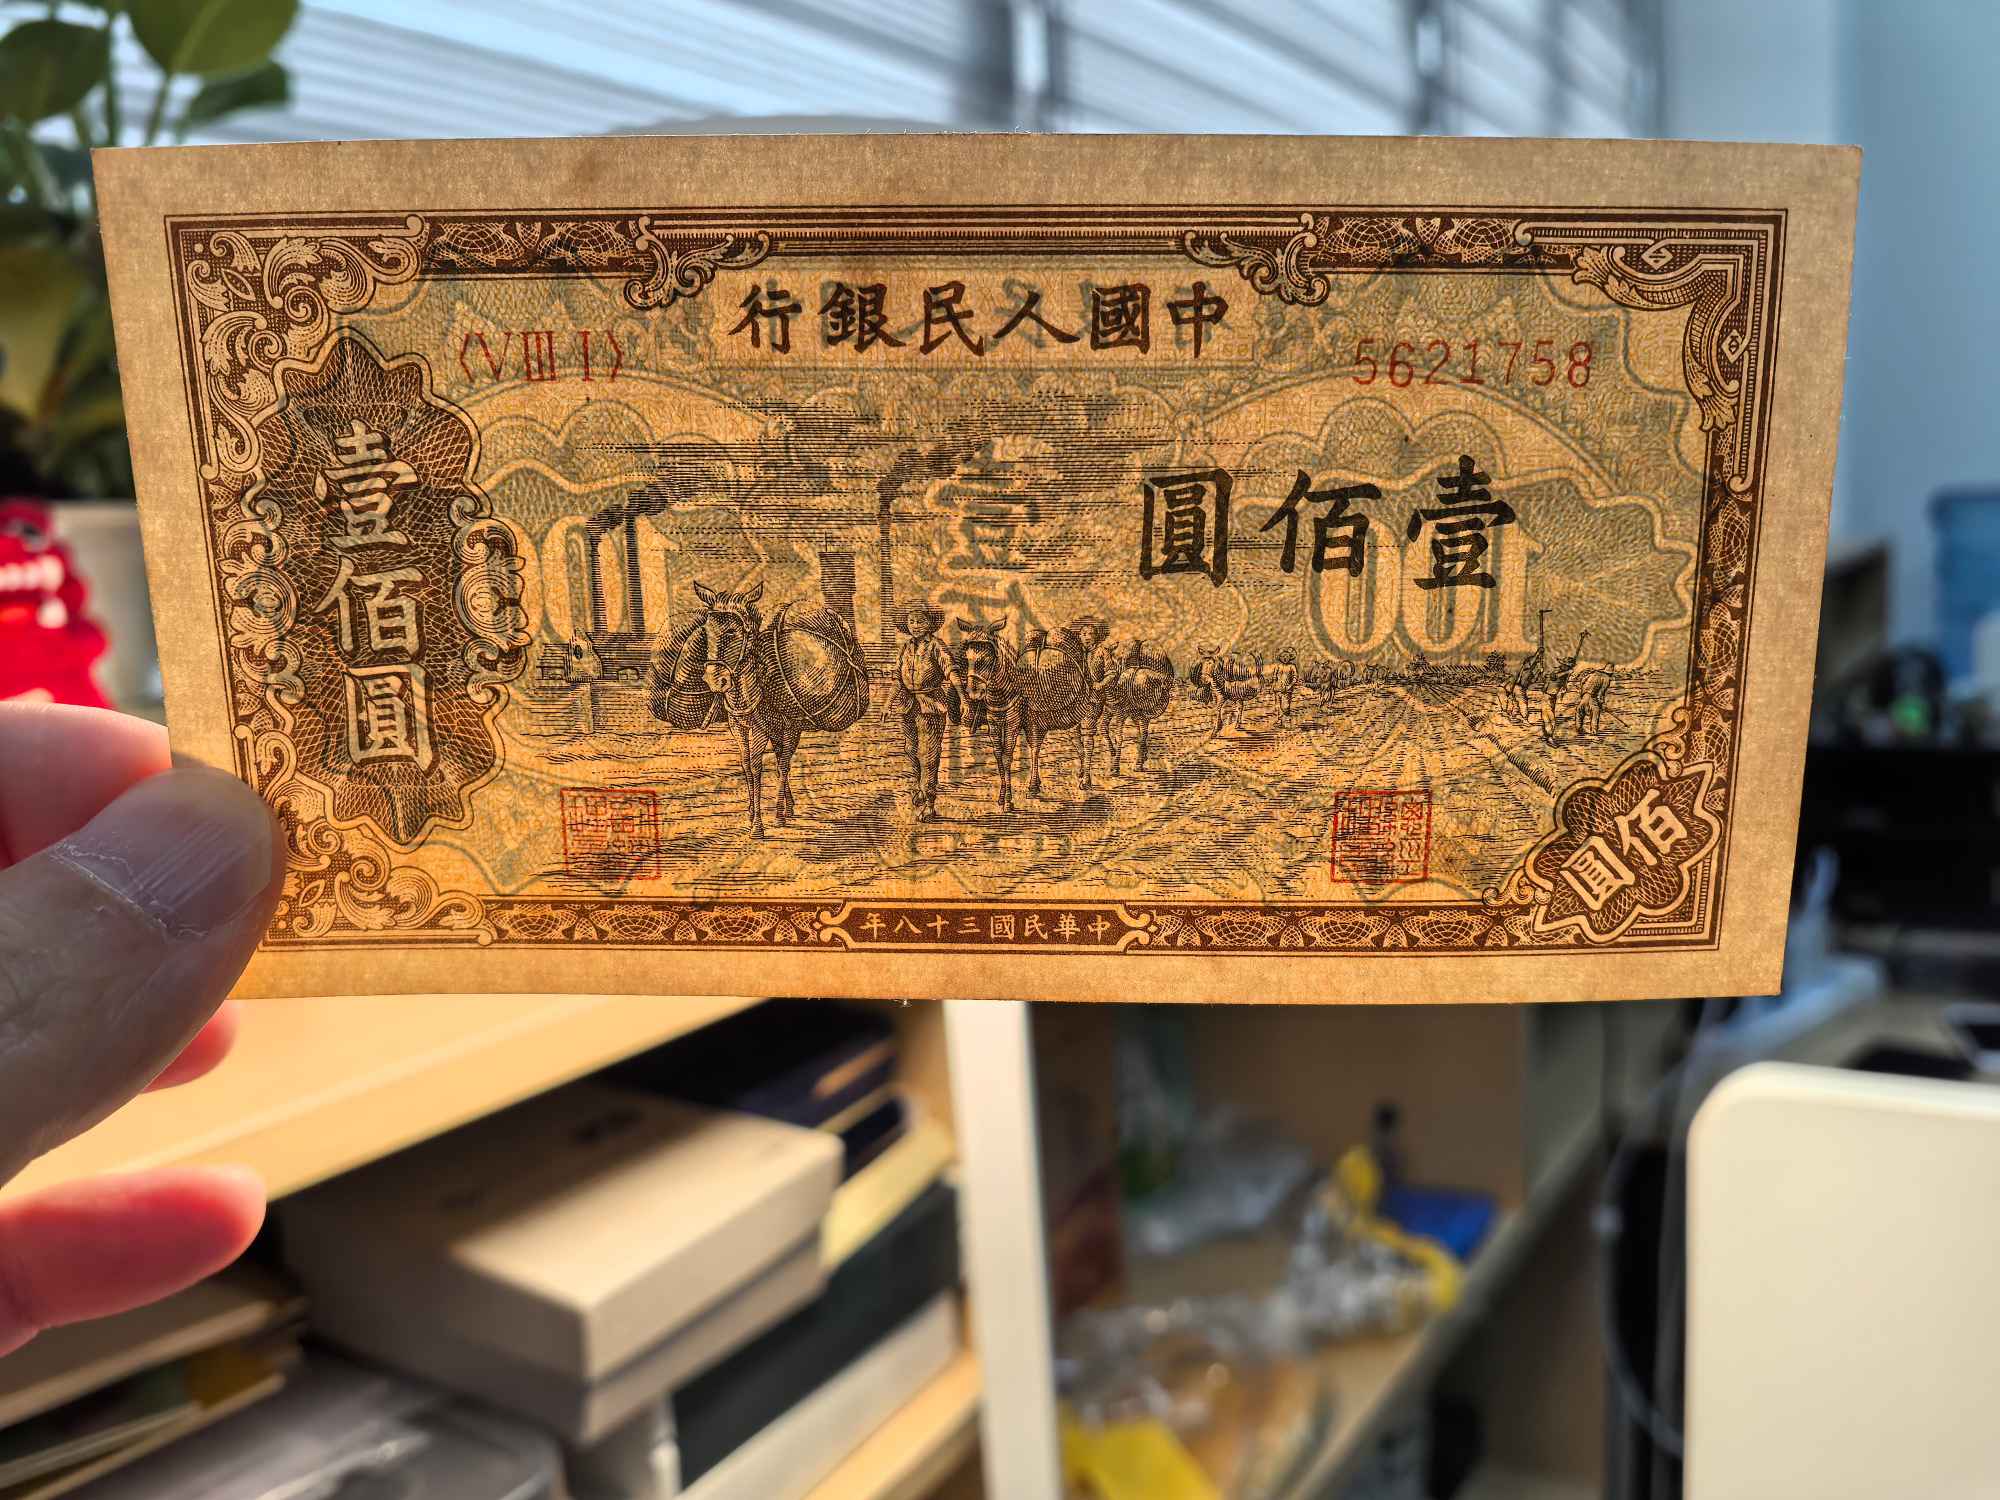 中國人民銀行
〈VIII I〉
5621758
壹佰圓
壹佰圓
佰圓
中華民國三十八年